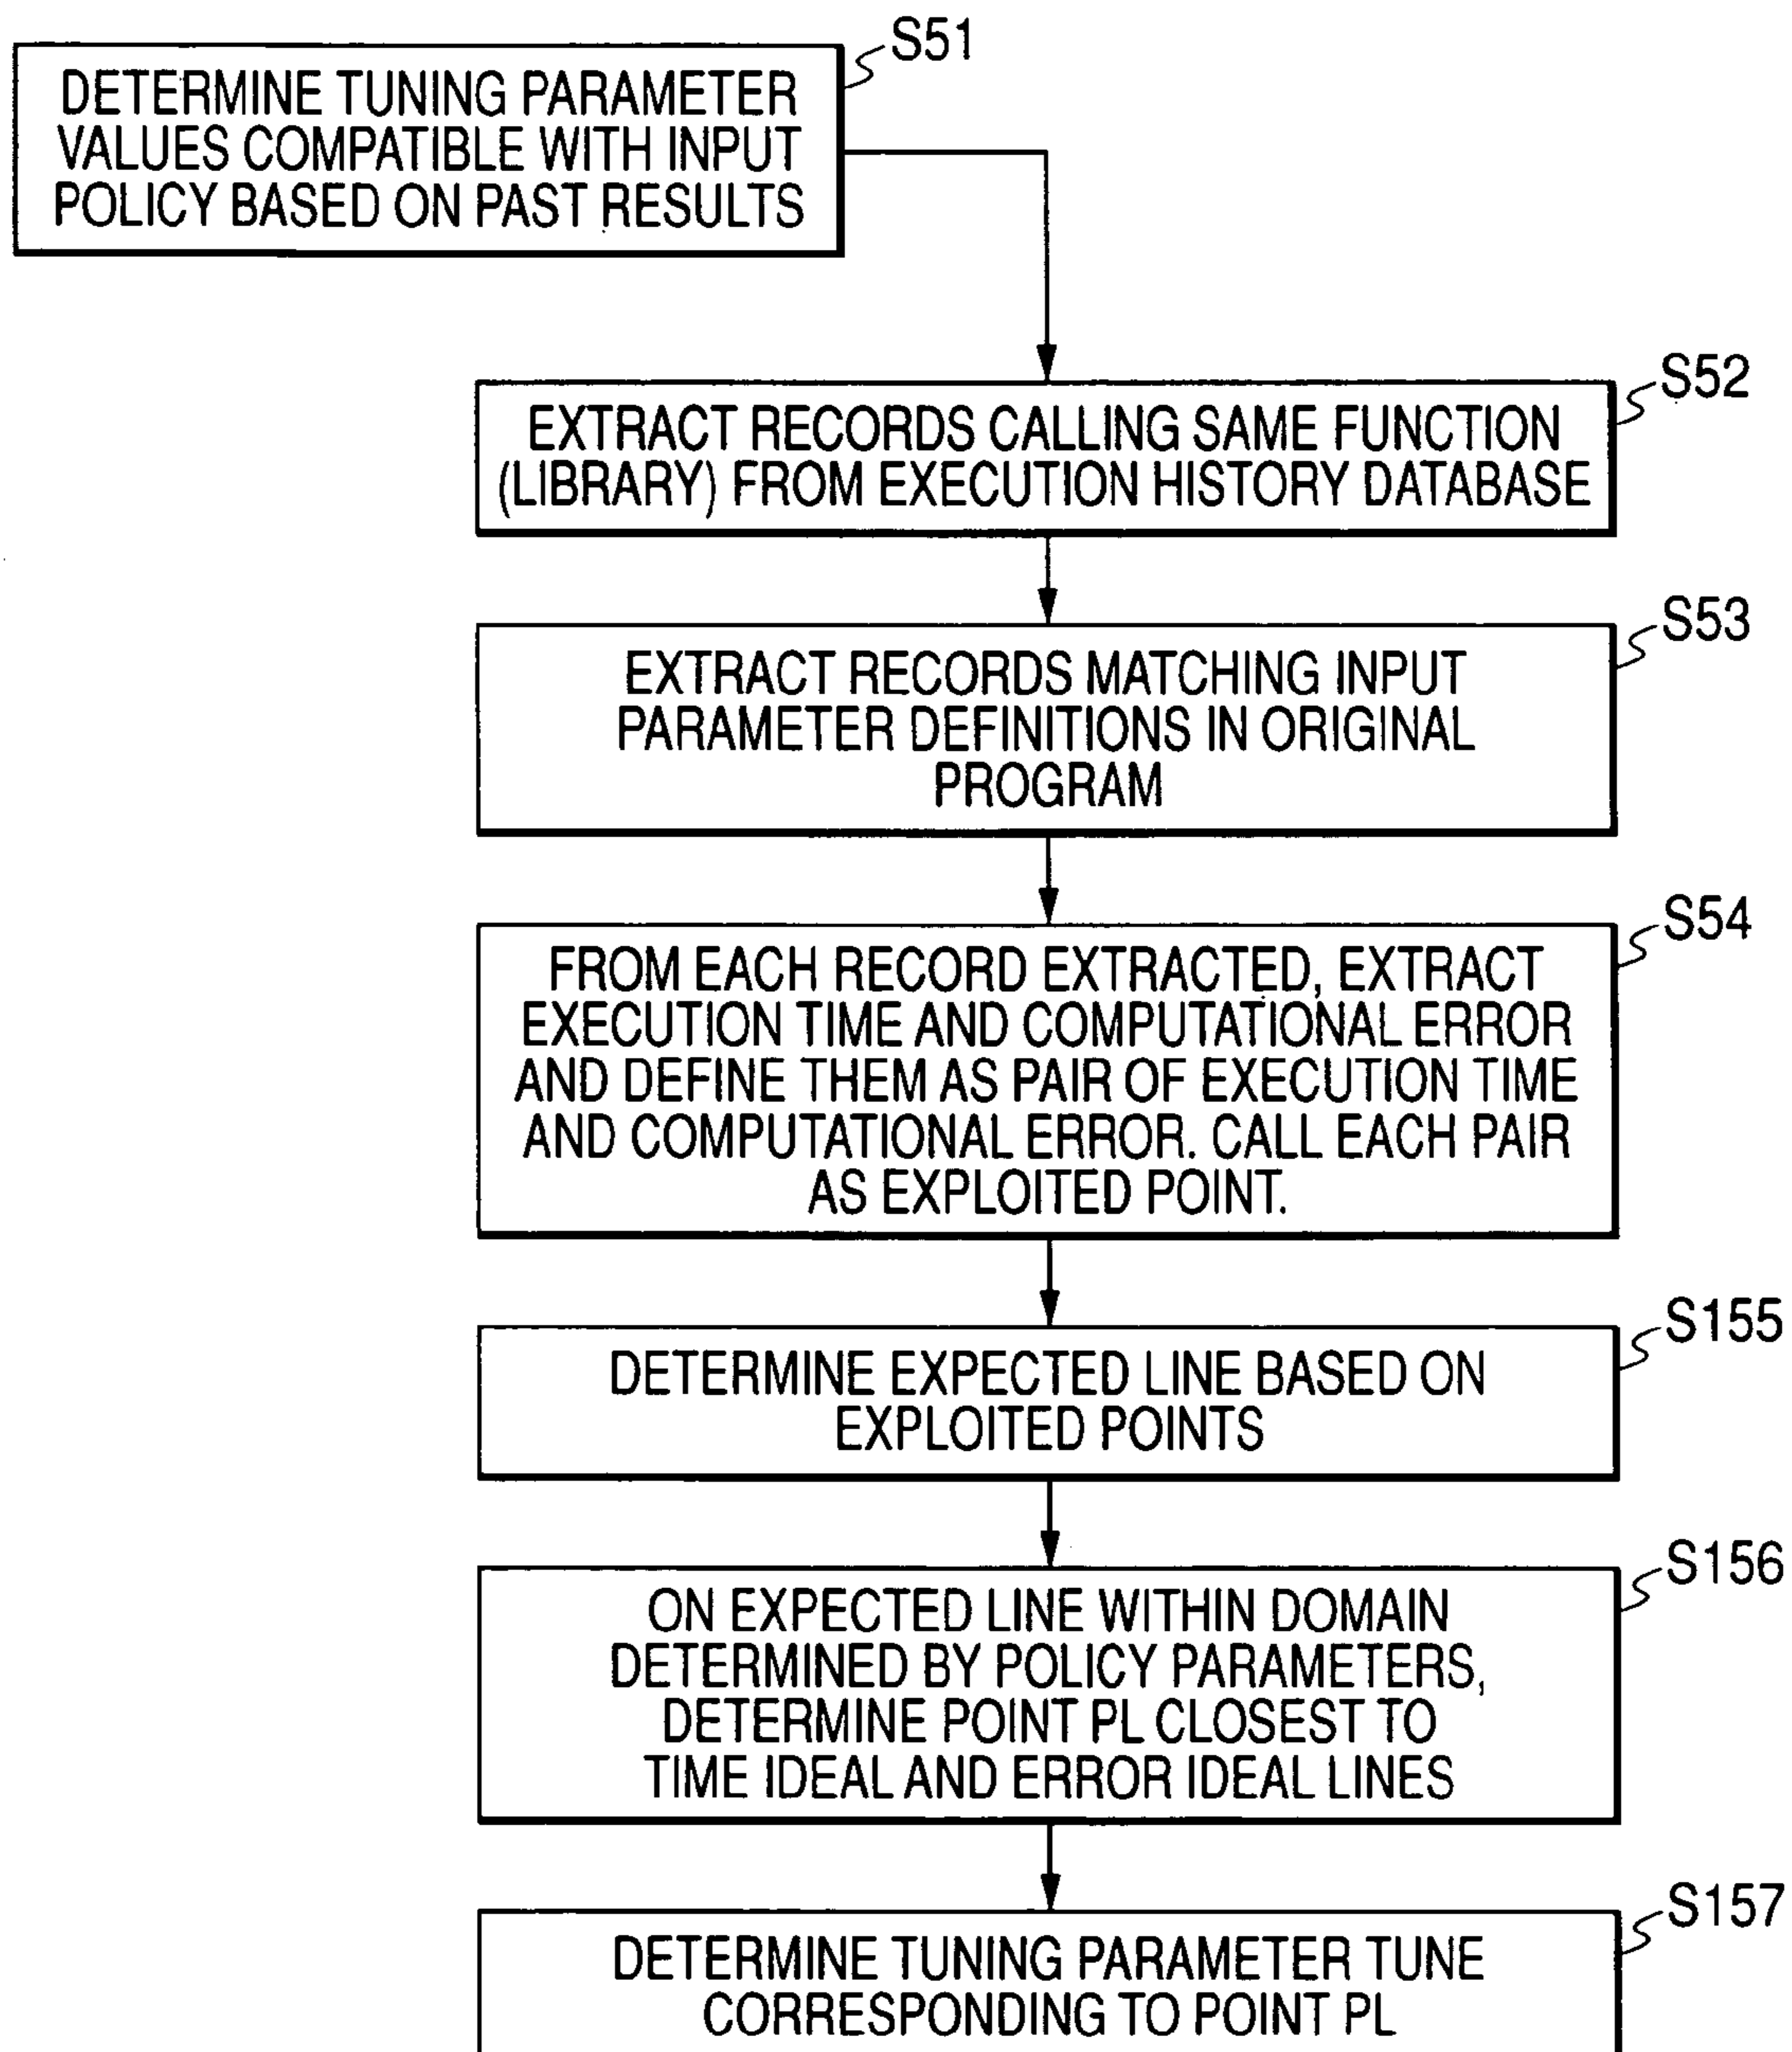 S51
DETERMINE TUNING PARAMETER
VALUES COMPATIBLE WITH INPUT
POLICY BASED ON PAST RESULTS
S52
EXTRACT RECORDS CALLING SAME FUNCTION
(LIBRARY) FROM EXECUTION HISTORY DATABASE
S53
EXTRACT RECORDS MATCHING INPUT
PARAMETER DEFINITIONS IN ORIGINAL
PROGRAM
S54
FROM EACH RECORD EXTRACTED, EXTRACT
EXECUTION TIME AND COMPUTATIONAL ERROR
AND DEFINE THEM AS PAIR OF EXECUTION TIME
AND COMPUTATIONAL ERROR. CALL EACH PAIR
AS EXPLOITED POINT.
S155
DETERMINE EXPECTED LINE BASED ON
EXPLOITED POINTS
S156
ON EXPECTED LINE WITHIN DOMAIN
DETERMINED BY POLICY PARAMETERS,
DETERMINE POINT PL CLOSEST TO
TIME IDEAL AND ERROR IDEAL LINES
S157
DETERMINE TUNING PARAMETER TUNE
CORRESPONDING TO POINT PL